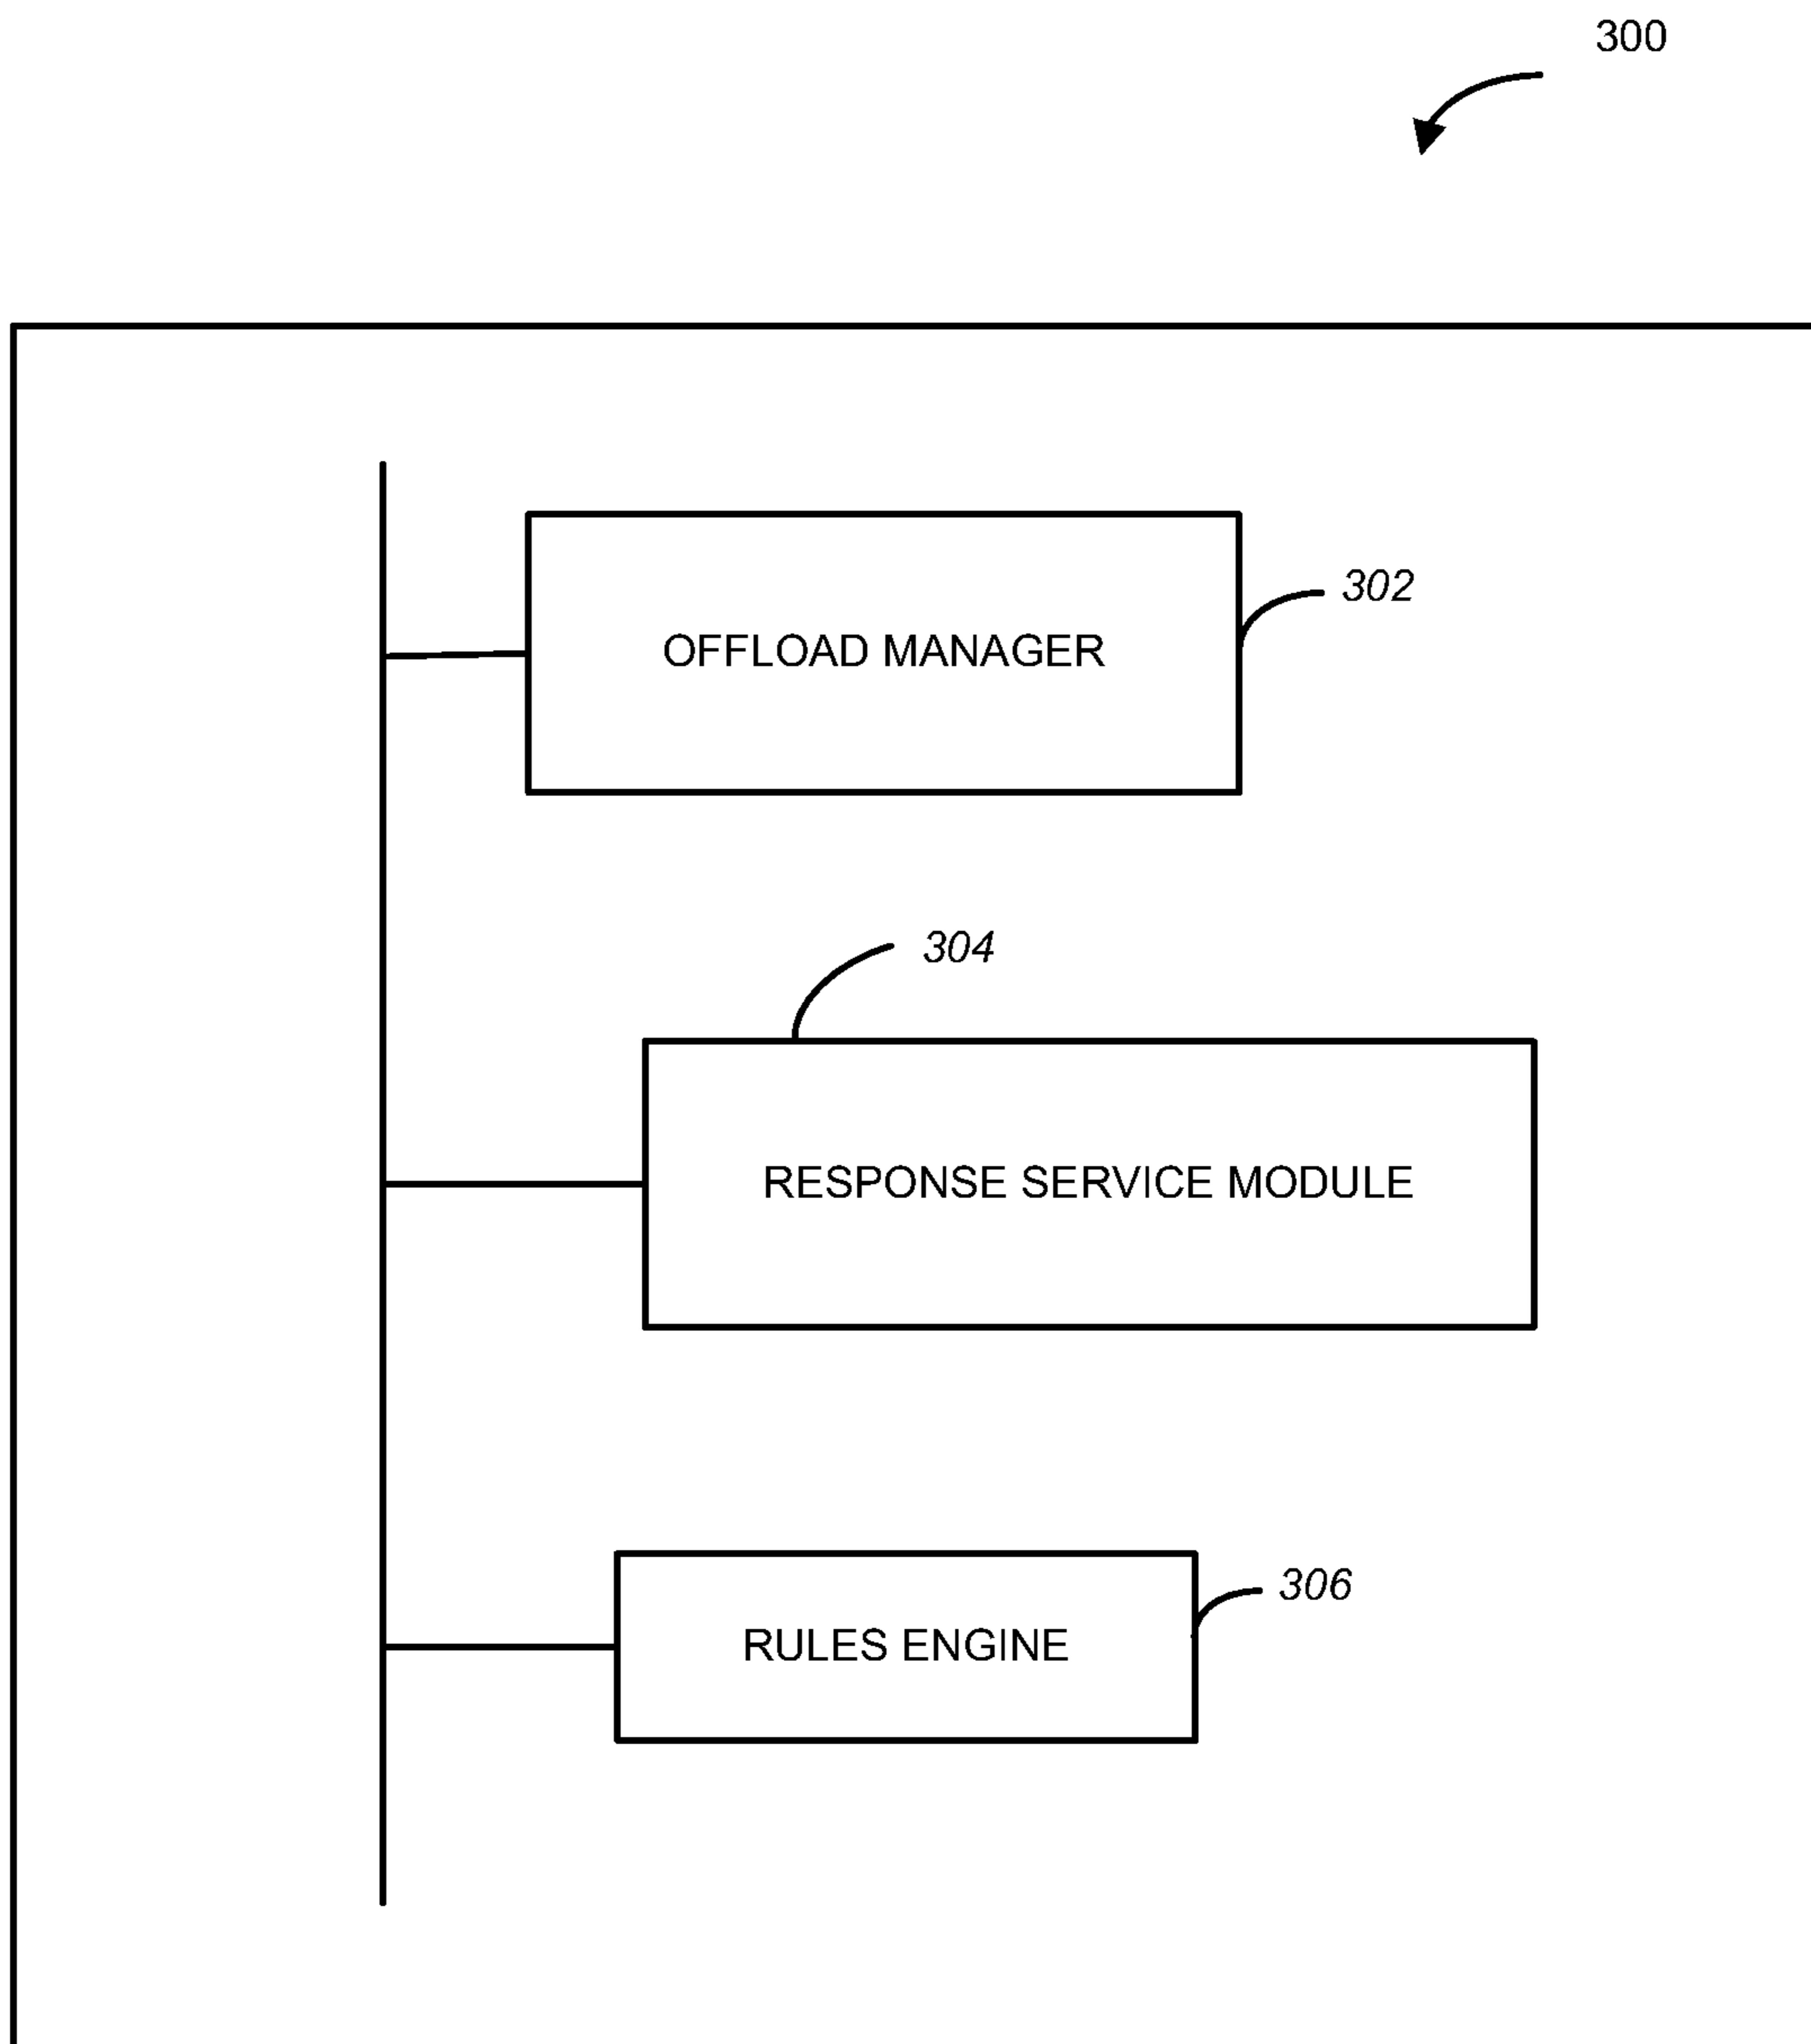 300
302
OFFLOAD MANAGER
304
RESPONSE SERVICE MODULE
306
RULES ENGINE